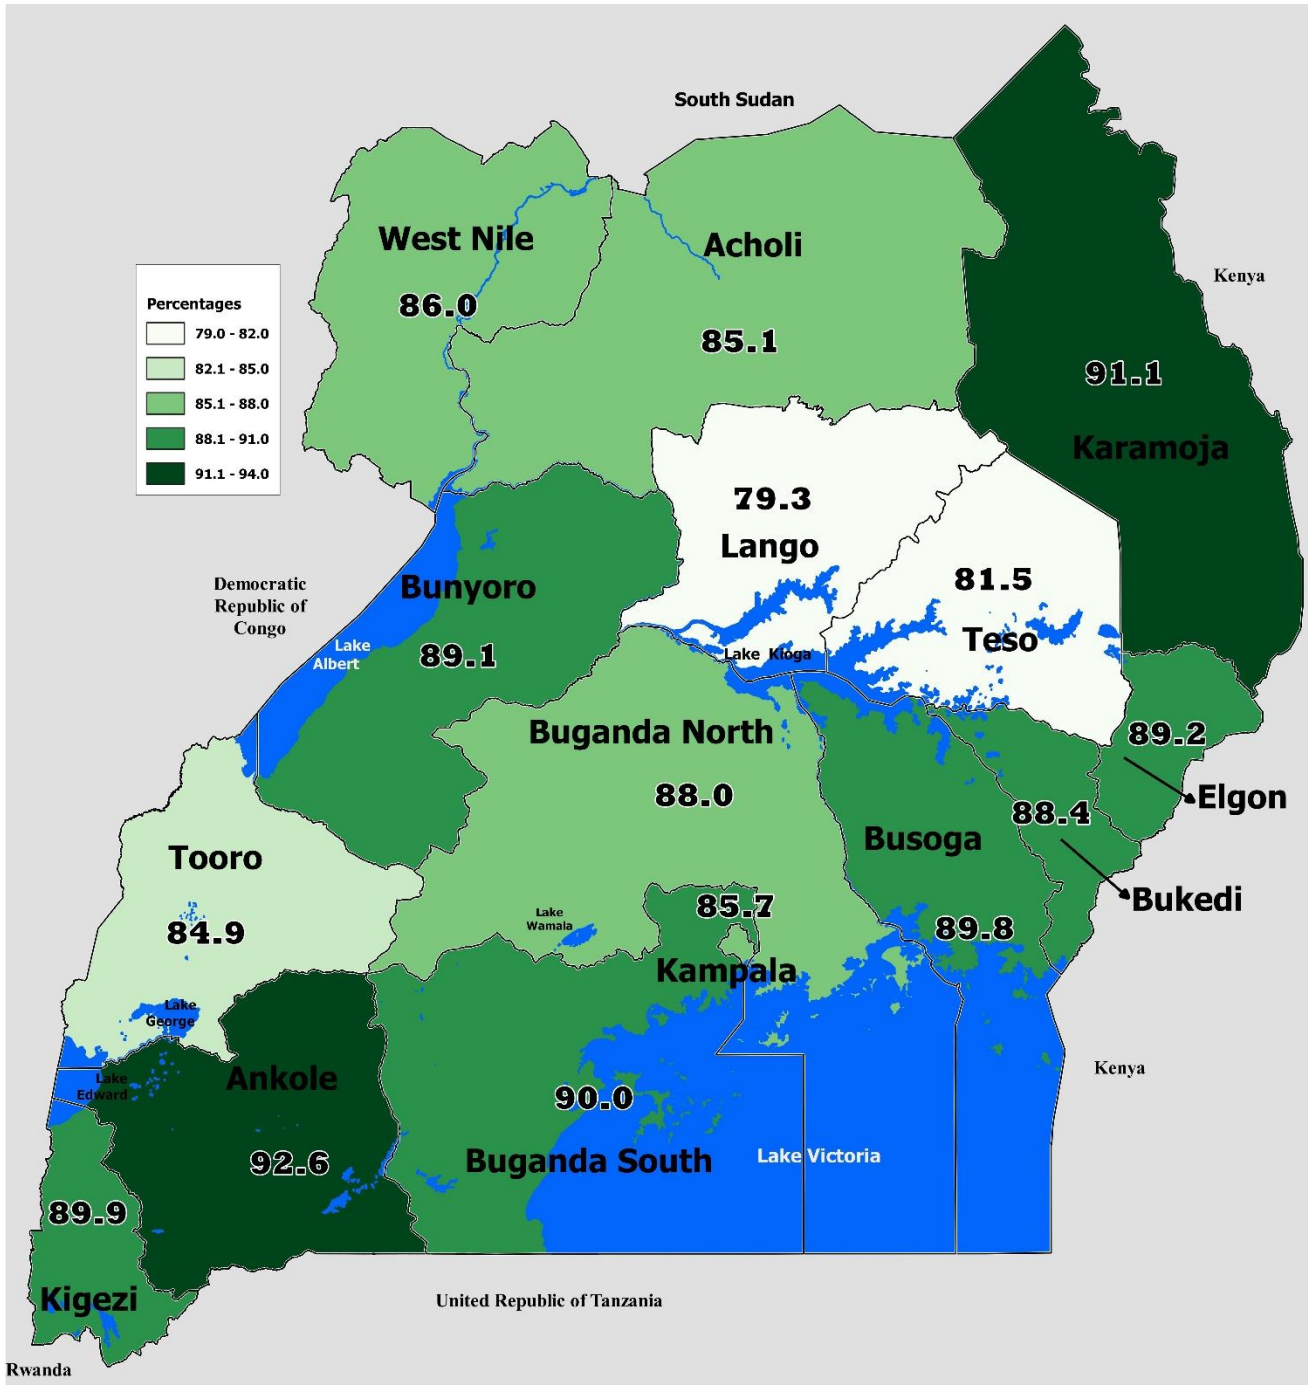 South Sudan
West Nile
Acholi
Kenya
86.0
Percentages
79.0 - 82.0
82.1 - 85.0
85.1 - 88.0
88.1 - 91.0
91.1 - 94.0
85.1
91.1
Karamoja
79.3
Lango
Democratic
Republic of
Congo
Bunyoro
81.5
Teso
Lake
Albert
89.1
Lake Kioga
Buganda North
89.2
88.0
Elgon
88.4
Busoga
Tooro
Bukedi
Lake
Wamala
85.7
84.9
89.8
Kampala
Lake
George
Ankole
Lake
Edward
Kenya
90.0
92.6
Buganda South
Lake Victoria
89.9
Kigezi
United Republic of Tanzania
Rwanda